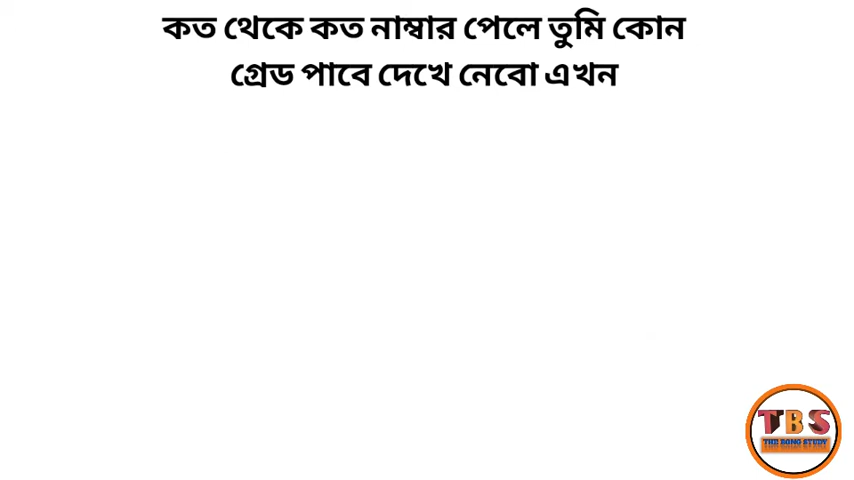 কত থেকে কত নাম্বার পেলে তুমি কোন
গ্রেড পাবে দেখে নেবো এখন
TBS
THE BONG STUDY